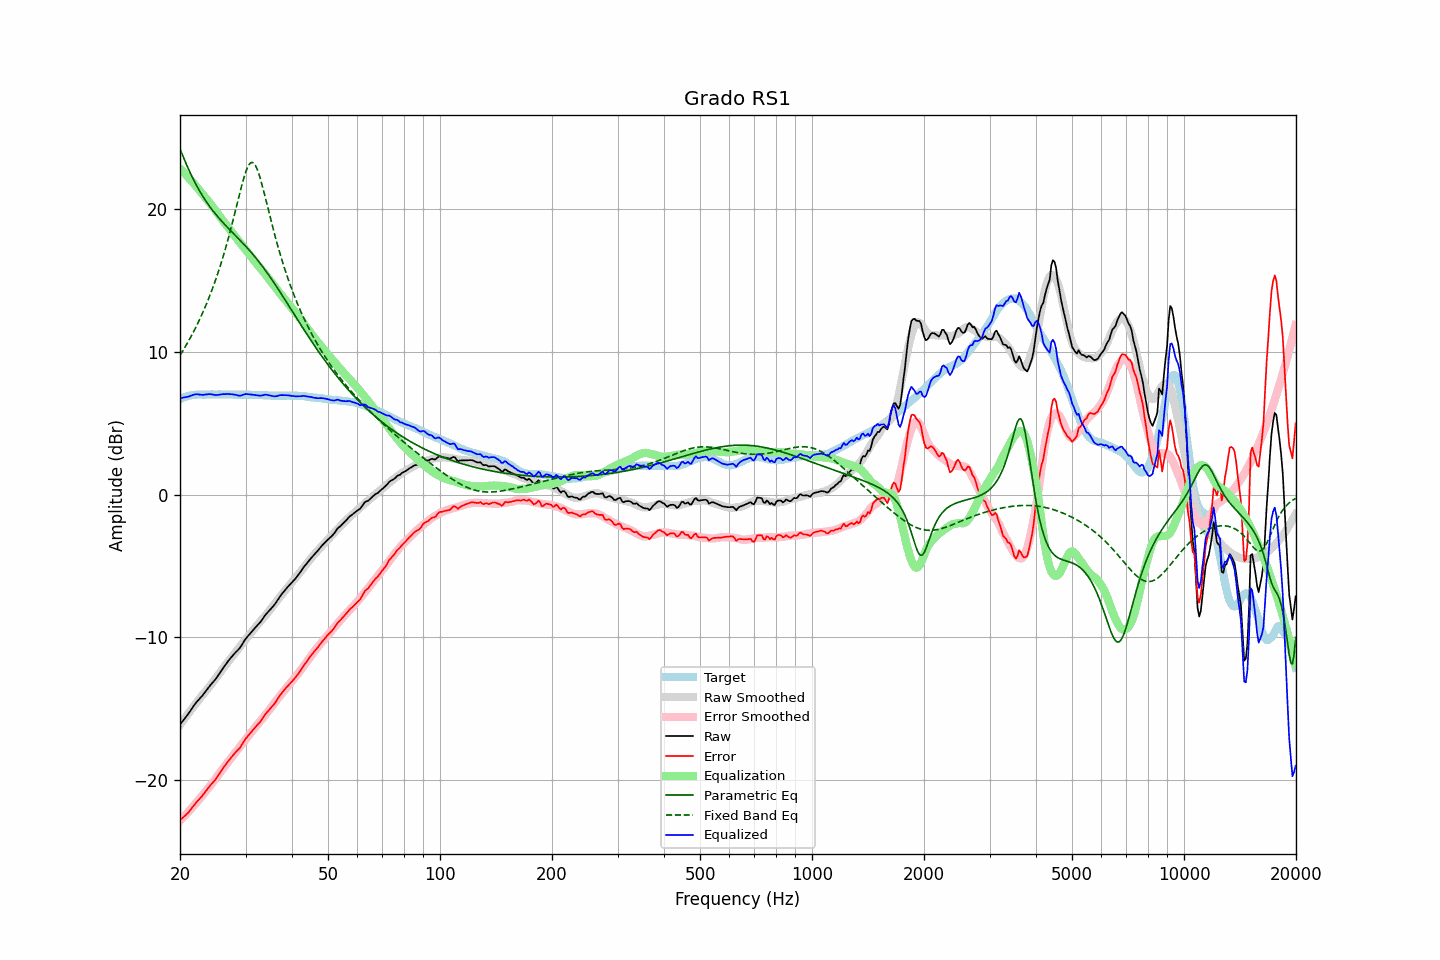 Grado RS1
Amplitude (dBr)
20
10
0
−10
−20
Target
Raw Smoothed
Error Smoothed
Raw
Error
Equalization
Parametric Eq
Fixed Band Eq
Equalized
20 50 100 200 500 1000 2000 5000 10000 20000
Frequency (Hz)